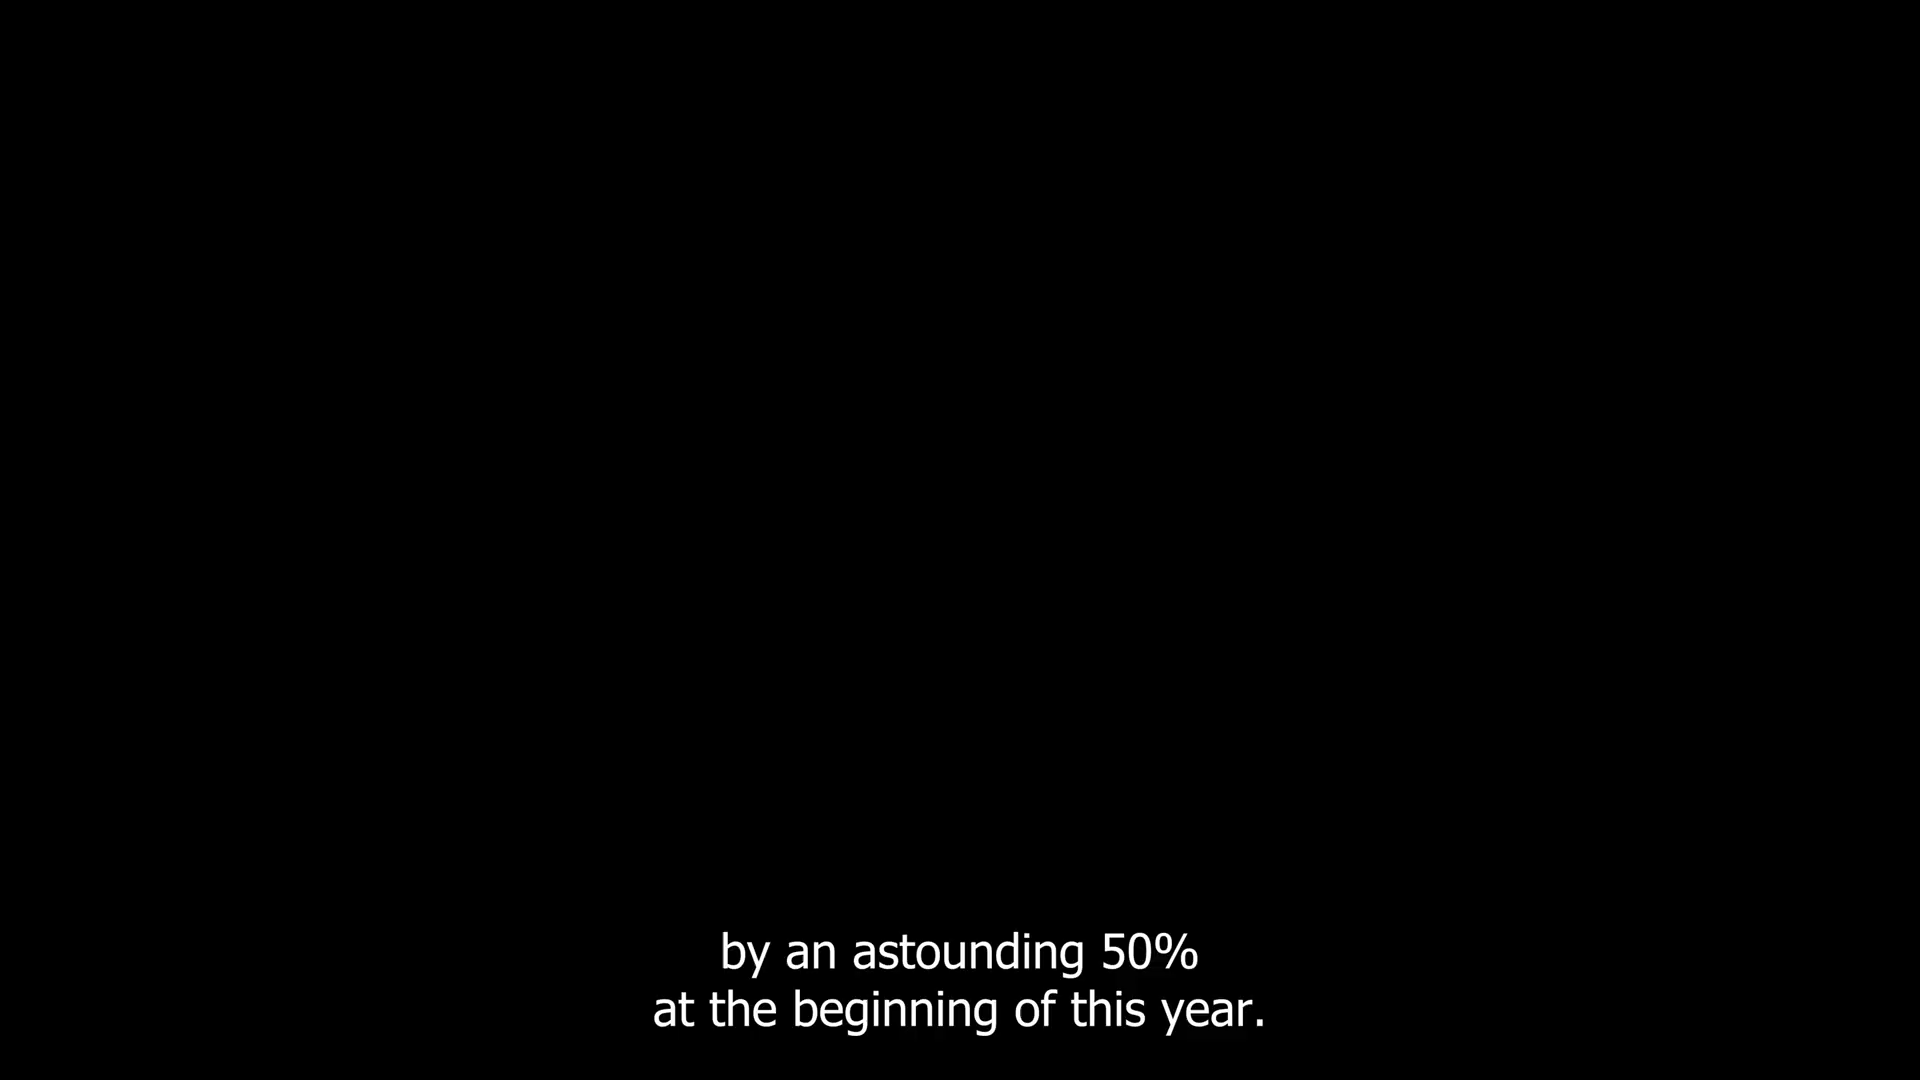 by an astounding 50%
at the beginning of this year.